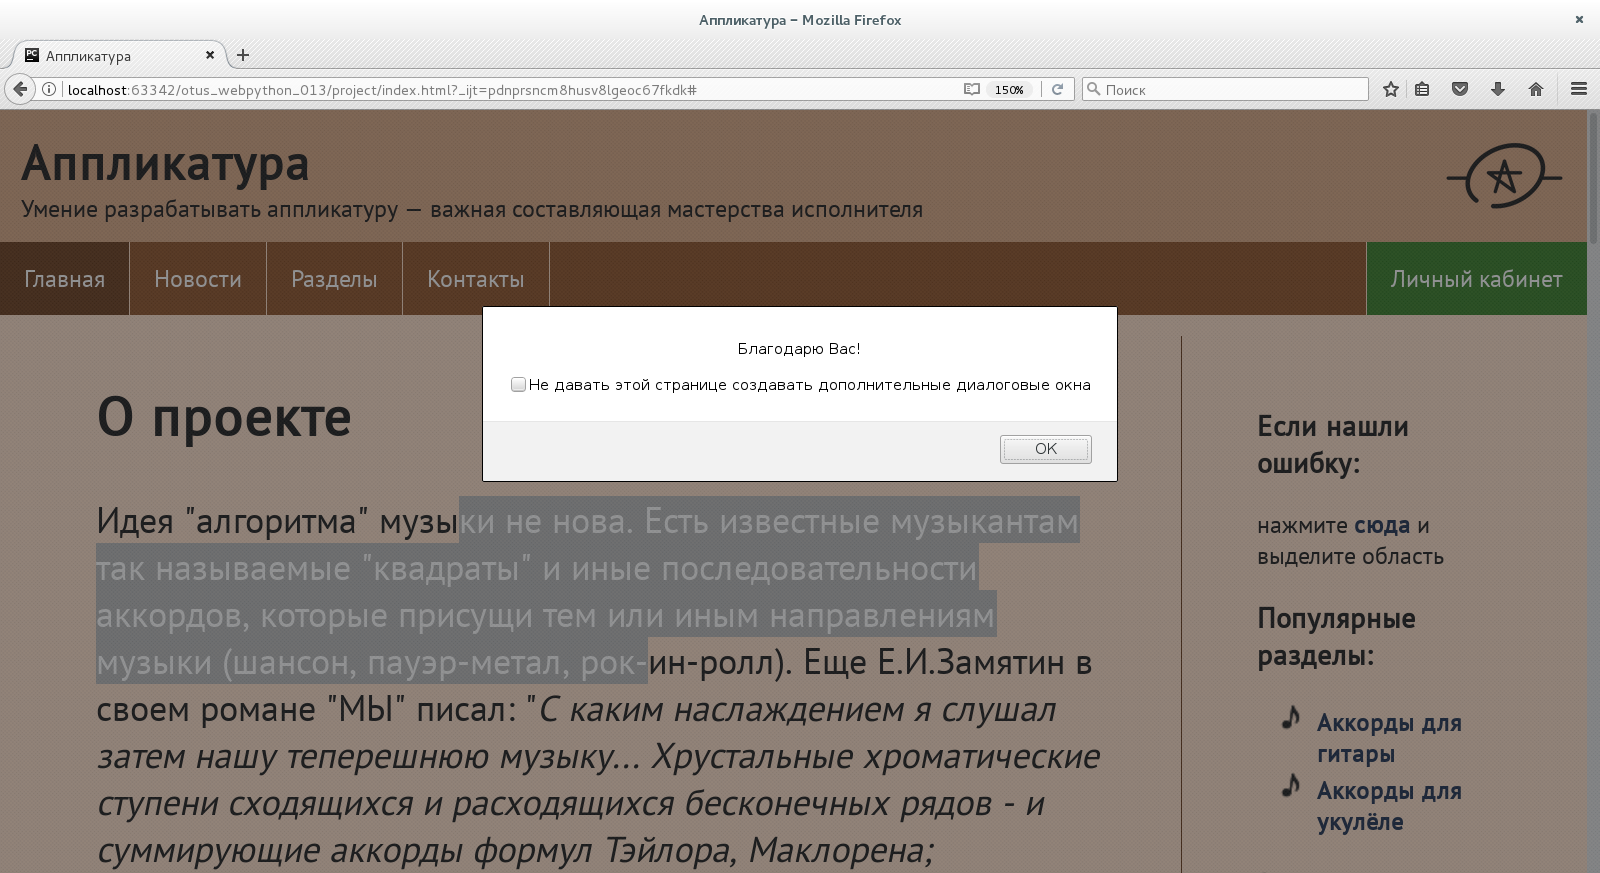 Аппликатура – Mozilla Firefox
PC Аппликатура
localhost:63342/otus_webpython_013/project/index.html?_ijt=pdnprsncm8husv8lgeoc67fkdk#
150%
Поиск
Аппликатура
Умение разрабатывать аппликатуру — важная составляющая мастерства исполнителя
Главная
Новости
Разделы
Контакты
Личный кабинет
Благодарю Вас!
Не давать этой странице создавать дополнительные диалоговые окна
OK
О проекте
Идея "алгоритма" музыки не нова. Есть известные музыкантам
так называемые "квадраты" и иные последовательности
аккордов, которые присущи тем или иным направлениям
музыки (шансон, пауэр-метал, рок-ин-ролл). Еще Е.И.Замятин в
своем романе "МЫ" писал: "С каким наслаждением я слушал
затем нашу теперешнюю музыку... Хрустальные хроматические
ступени сходящихся и расходящихся бесконечных рядов - и
суммирующие аккорды формул Тэйлора, Маклорена;
Если нашли
ошибку:
нажмите сюда и
выделите область
Популярные
разделы:
Аккорды для
гитары
Аккорды для
укулёле